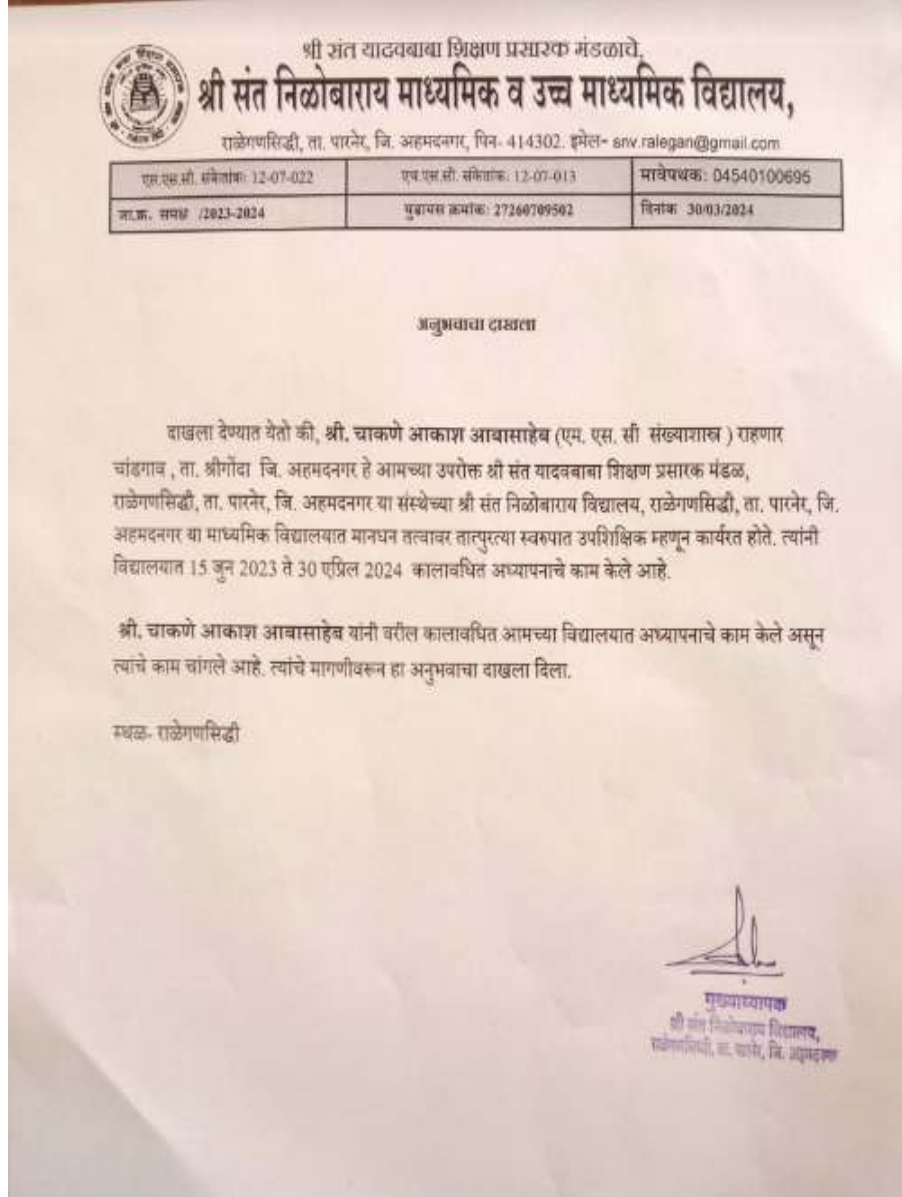 श्री संत यादवबाबा शिक्षण प्रसारक मंडळाचे,
श्री संत निळोबाराय माध्यमिक व उच्च माध्यमिक विद्यालय,
राळेगणसिद्धी, ता. पारनेर, जि. अहमदनगर, पिन- 414302. इमेल- snv.ralegan@gmail.com
एस.एस.सी. संकेतांकः 12-07-022 एच.एस.सी. संकेतांक. 12-07-013 मावेपथकः 04540100695
जा.क्र. /2023-2024 युडायस क्रमांकः 27260709502 दिनांक 30/03/2024
अनुभवाचा दाखला
दाखला देण्यात येतो की, श्री. चाकणे आकाश आबासाहेब (एम. एस. सी संख्याशास्त्र ) राहणार
चांडगाव , ता. श्रीगोंदा जि. अहमदनगर हे आमच्या उपरोक्त श्री संत यादवबाबा शिक्षण प्रसारक मंडळ,
राळेगणसिद्धी, ता. पारनेर, जि. अहमदनगर या संस्थेच्या श्री संत निळोबाराय विद्यालय, राळेगणसिद्धी, ता. पारनेर, जि.
अहमदनगर या माध्यमिक विद्यालयात मानधन तत्वावर तात्पुरत्या स्वरुपात उपशिक्षिक म्हणून कार्यरत होते. त्यांनी
विद्यालयात 15 जुन 2023 ते 30 एप्रिल 2024 कालावधित अध्यापनाचे काम केले आहे.
श्री. चाकणे आकाश आबासाहेब यांनी वरील कालावधित आमच्या विद्यालयात अध्यापनाचे काम केले असुन
त्यांचे काम चांगले आहे. त्यांचे मागणीवरून हा अनुभवाचा दाखला दिला.
स्थळ- राळेगणसिद्धी
मुख्याध्यापक
श्री संत निळोबाराय विद्यालय,
राळेगणसिध्दी, ता. पारनेर, जि. अहमदनगर